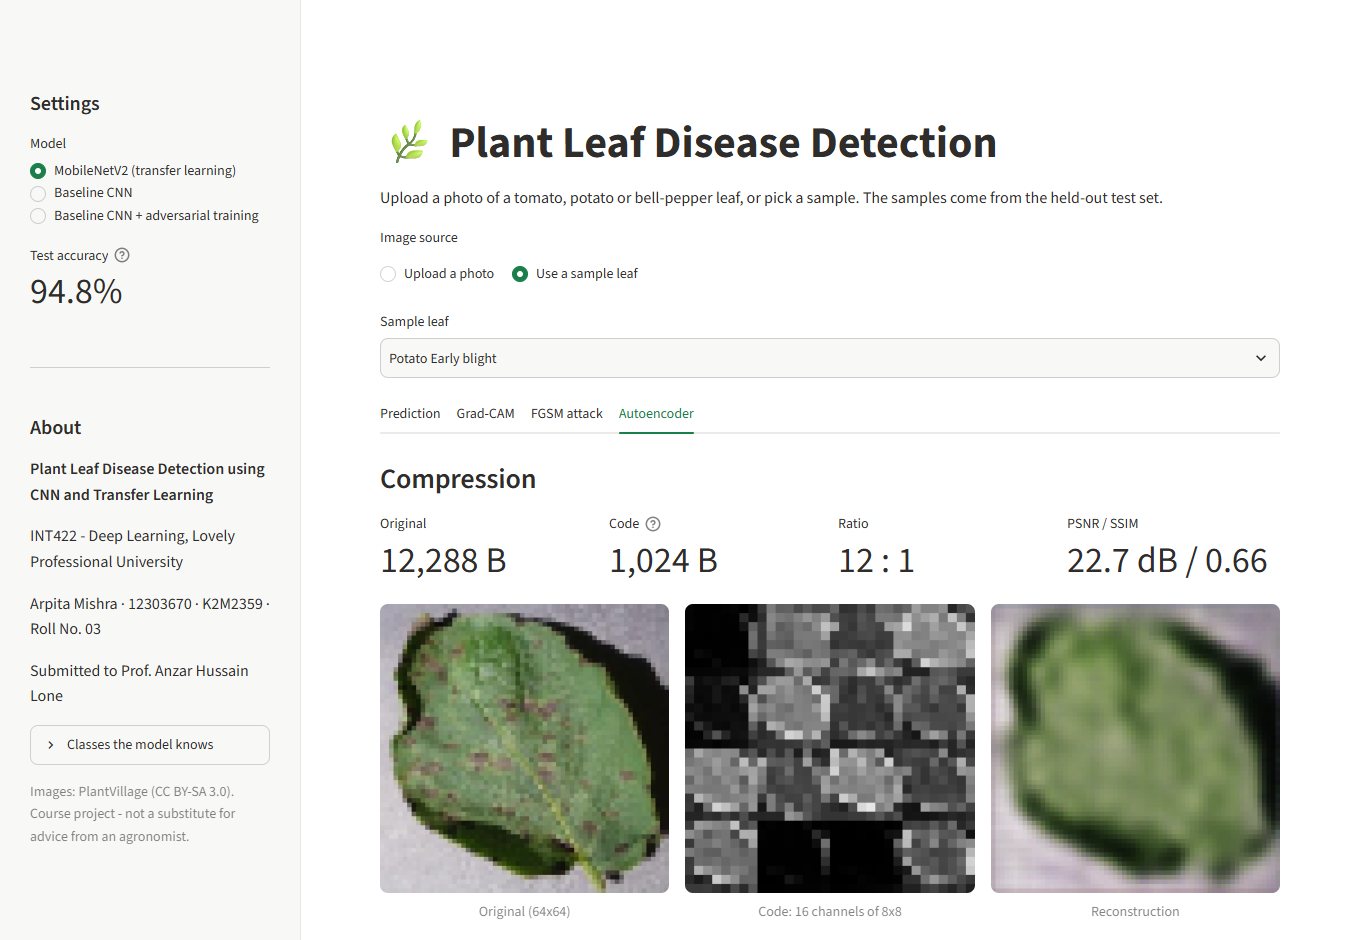 Settings
Model
MobileNetV2 (transfer learning)
Baseline CNN
Baseline CNN + adversarial training
Test accuracy
94.8%
About
Plant Leaf Disease Detection using
CNN and Transfer Learning
INT422 - Deep Learning, Lovely
Professional University
Arpita Mishra · 12303670 · K2M2359 ·
Roll No. 03
Submitted to Prof. Anzar Hussain
Lone
Classes the model knows
Images: PlantVillage (CC BY-SA 3.0).
Course project - not a substitute for
advice from an agronomist.
Plant Leaf Disease Detection
Upload a photo of a tomato, potato or bell-pepper leaf, or pick a sample. The samples come from the held-out test set.
Image source
Upload a photo
Use a sample leaf
Sample leaf
Potato Early blight
Prediction
Grad-CAM
FGSM attack
Autoencoder
Compression
Original
12,288 B
Code
1,024 B
Ratio
12 : 1
PSNR / SSIM
22.7 dB / 0.66
Original (64x64)
Code: 16 channels of 8x8
Reconstruction